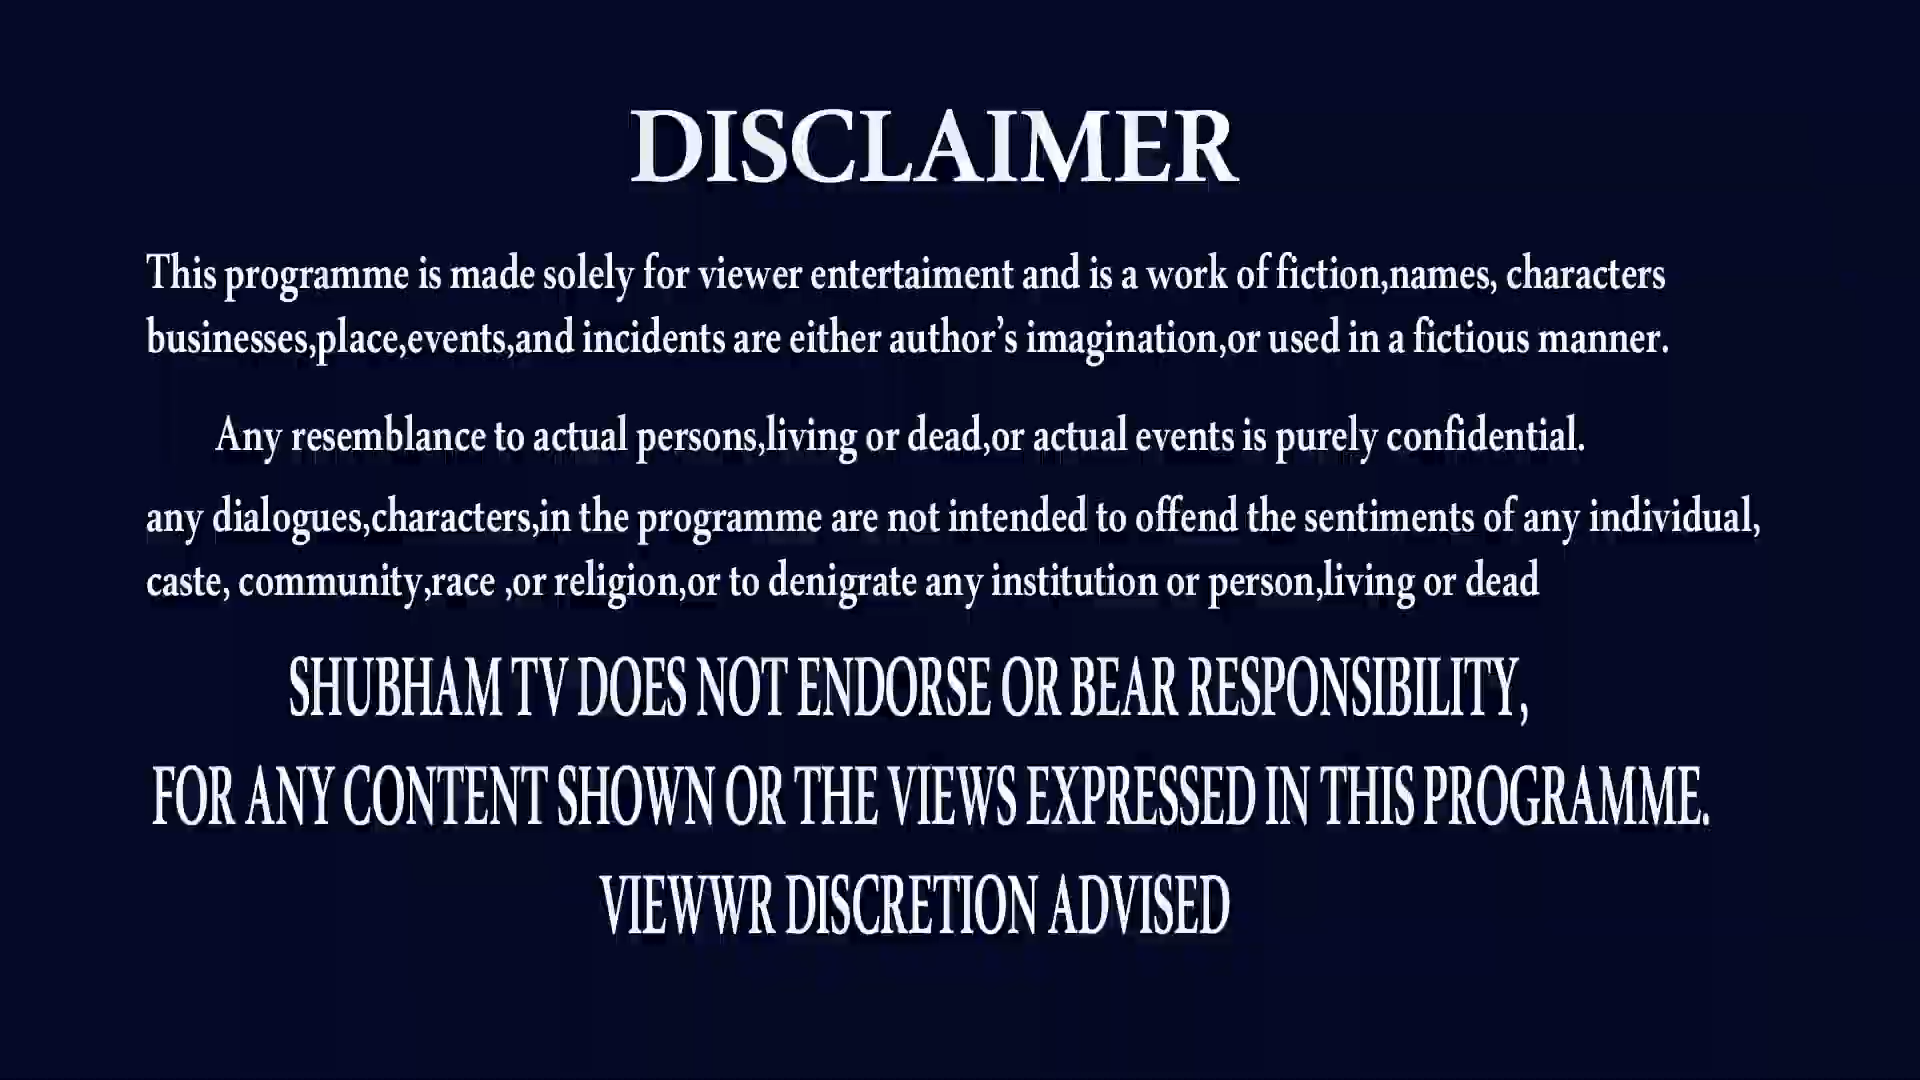 DISCLAIMER
This programme is made solely for viewer entertaiment and is a work of fiction,names, characters
businesses,place,events,and incidents are either author's imagination,or used in a fictious manner.
Any resemblance to actual persons,living or dead,or actual events is purely confidential.
any dialogues,characters,in the programme are not intended to offend the sentiments of any individual,
caste, community,race ,or religion,or to denigrate any institution or person,living or dead
SHUBHAM TV DOES NOT ENDORSE OR BEAR RESPONSIBILITY,
FOR ANY CONTENT SHOWN OR THE VIEWS EXPRESSED IN THIS PROGRAMME.
VIEWWR DISCRETION ADVISED